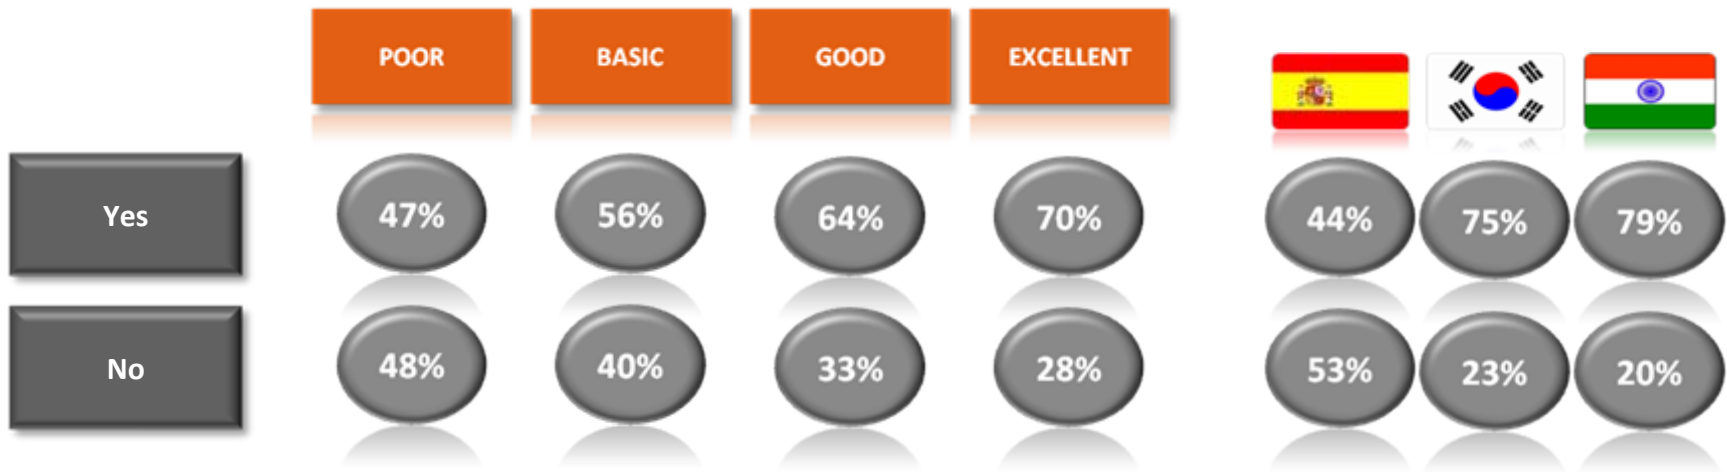 POOR BASIC GOOD EXCELLENT
Yes 47% 56% 64% 70% 44% 75% 79%
No 48% 40% 33% 28% 53% 23% 20%